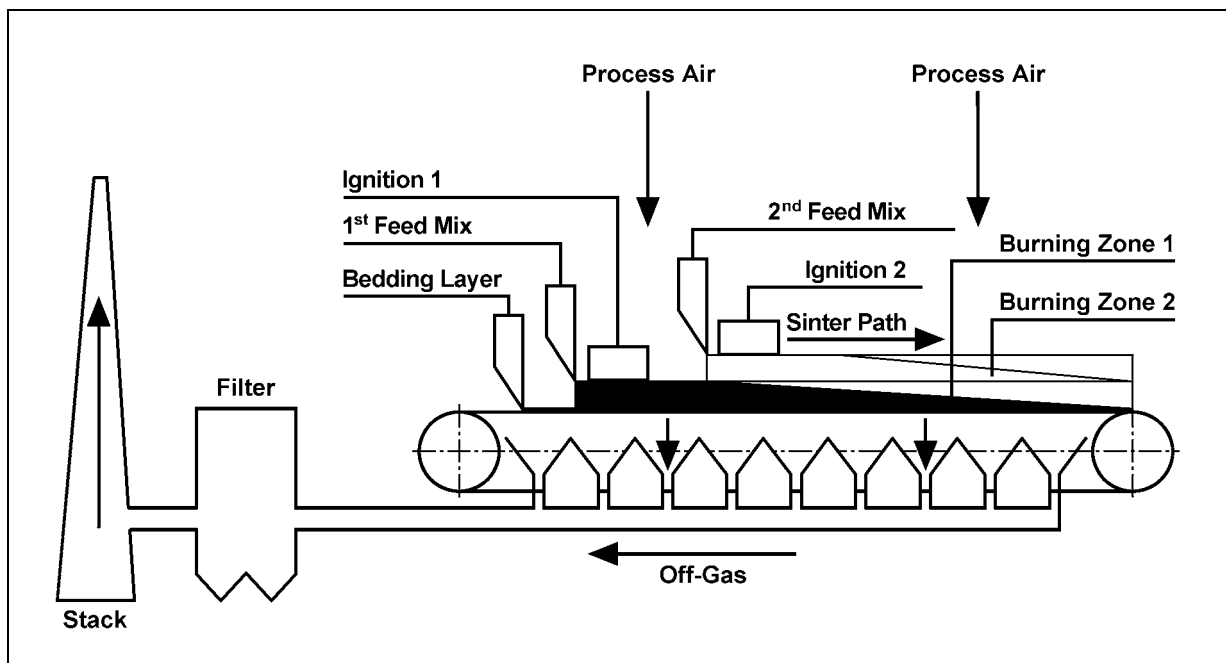 Process Air
Process Air
Ignition 1
2nd Feed Mix
1st Feed Mix
Burning Zone 1
Ignition 2
Bedding Layer
Burning Zone 2
Sinter Path
Filter
Off-Gas
Stack